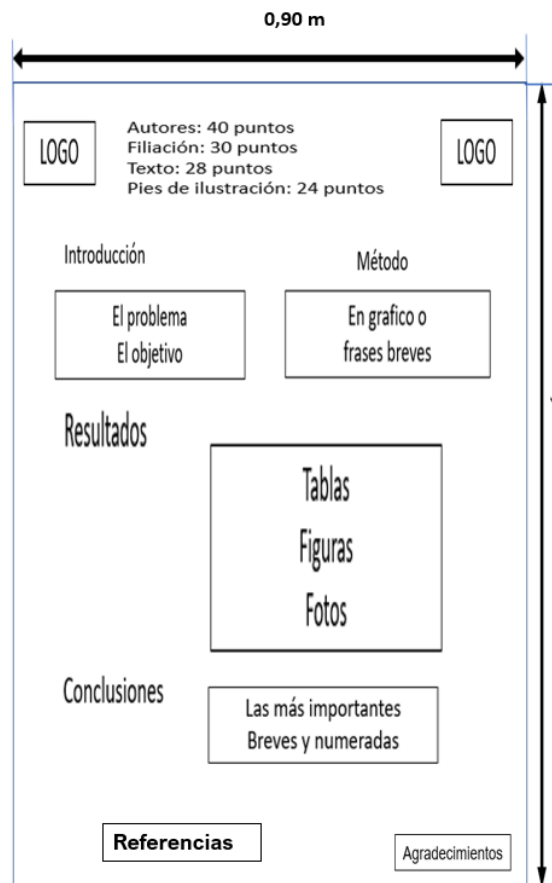 0,90 m
LOGO
Autores: 40 puntos
Filiación: 30 puntos
Texto: 28 puntos
Pies de ilustración: 24 puntos
LOGO
Introducción
Método
El problema
El objetivo
En grafico o
frases breves
Resultados
Tablas
Figuras
Fotos
Conclusiones
Las más importantes
Breves y numeradas
Referencias
Agradecimientos